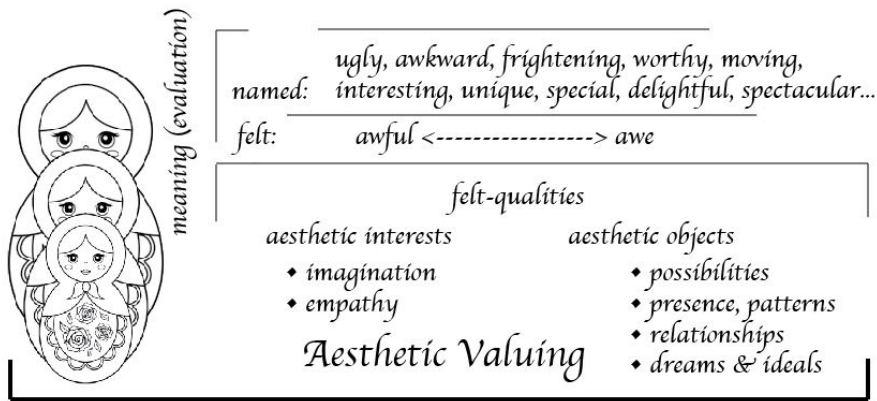 meaning (evaluation)
ugly, awkward, frightening, worthy, moving,
named: interesting, unique, special, delightful, spectacular...
felt: awful <-----------------> awe
felt-qualities
aesthetic interests
◆ imagination
◆ empathy
aesthetic objects
◆ possibilities
◆ presence, patterns
◆ relationships
◆ dreams & ideals
Aesthetic Valuing